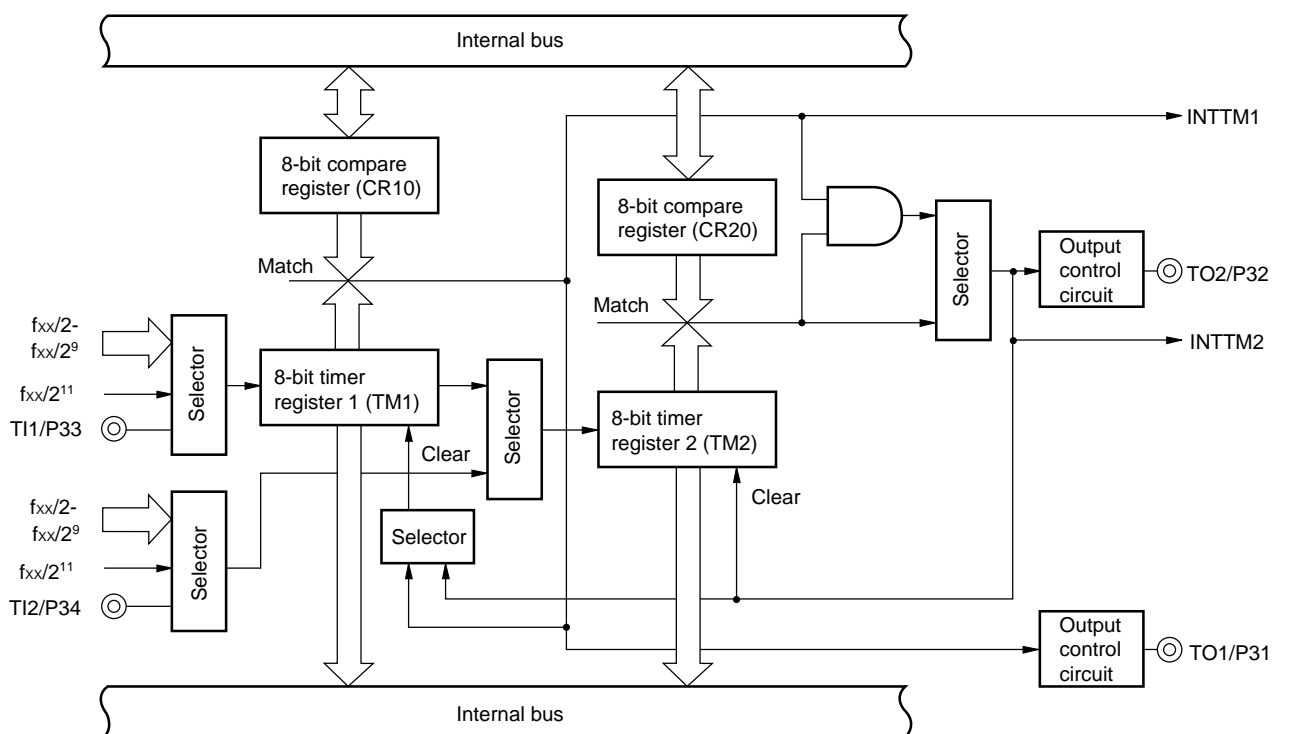 Internal bus
INTTM1
8-bit compare
register (CR10)
8-bit compare
register (CR20)
Selector
Output
control
circuit
TO2/P32
Match
Match
INTTM2
fxx/2-
fxx/2⁹
fxx/2¹¹
TI1/P33
Selector
8-bit timer
register 1 (TM1)
Selector
8-bit timer
register 2 (TM2)
Clear
Clear
fxx/2-
fxx/2⁹
fxx/2¹¹
TI2/P34
Selector
Selector
Output
control
circuit
TO1/P31
Internal bus